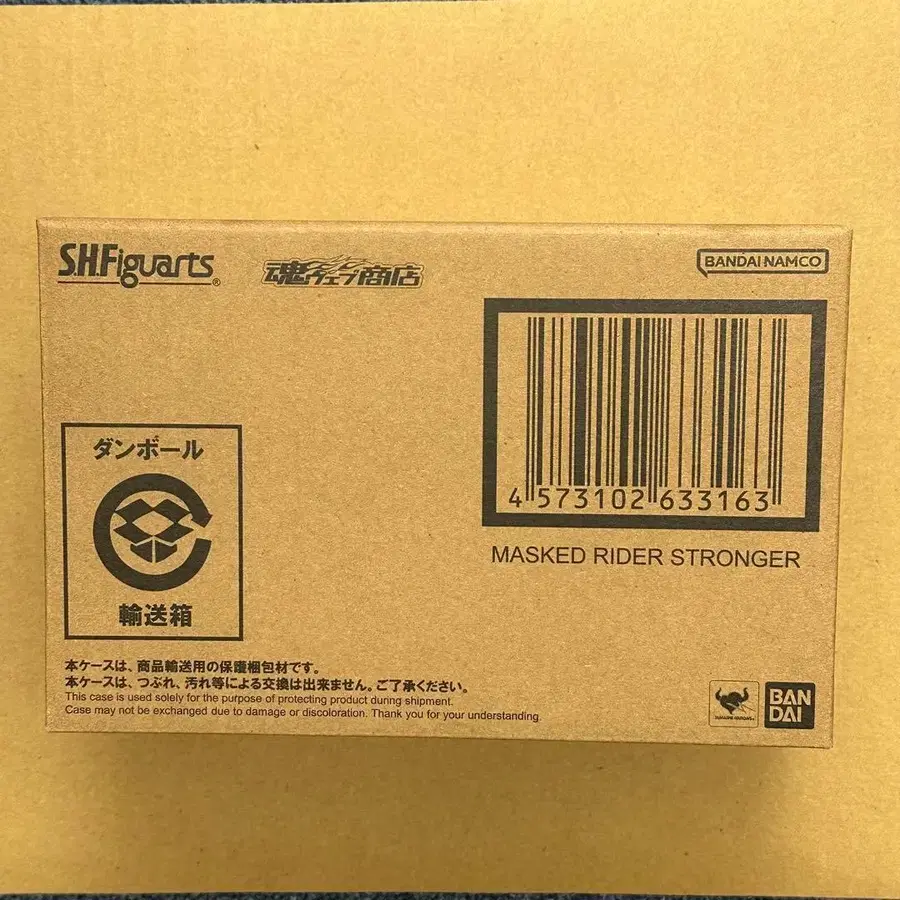 S.H.Figuarts®
魂ウェブ商店
BANDAI NAMCO
4 573102 633163
MASKED RIDER STRONGER
ダンボール
輸送箱
本ケースは、商品輸送用の保護梱包材です。
本ケースは、つぶれ、汚れ等による交換は出来ません。ご了承ください。
This case is used solely for the purpose of protecting product during shipment.
Case may not be exchanged due to damage or discoloration. Thank you for your understanding.
TAMASHII NATIONS
BAN
DAI